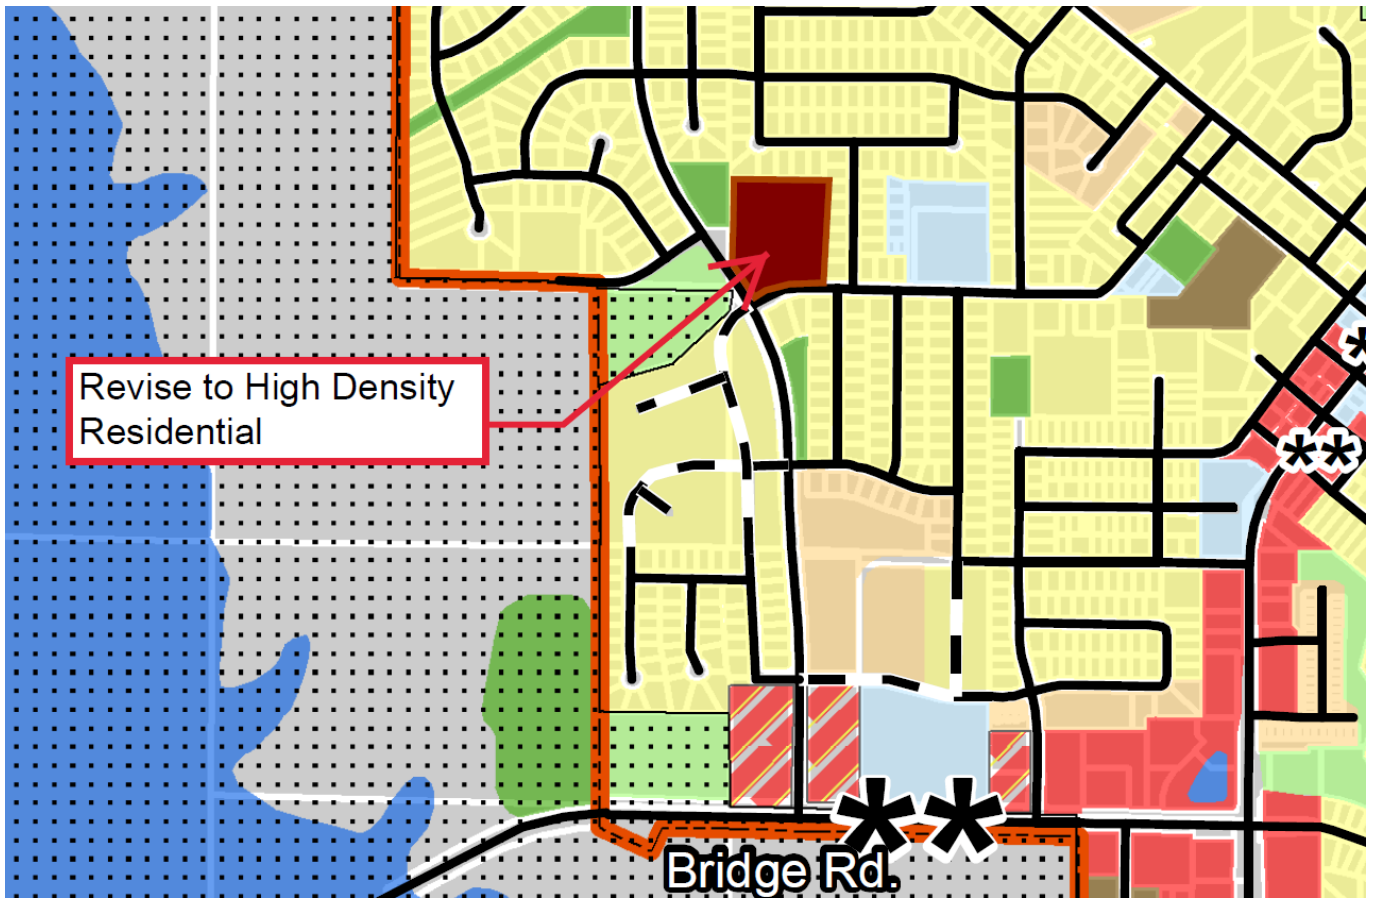 Revise to High Density
Residential
*
**
**
Bridge Rd.